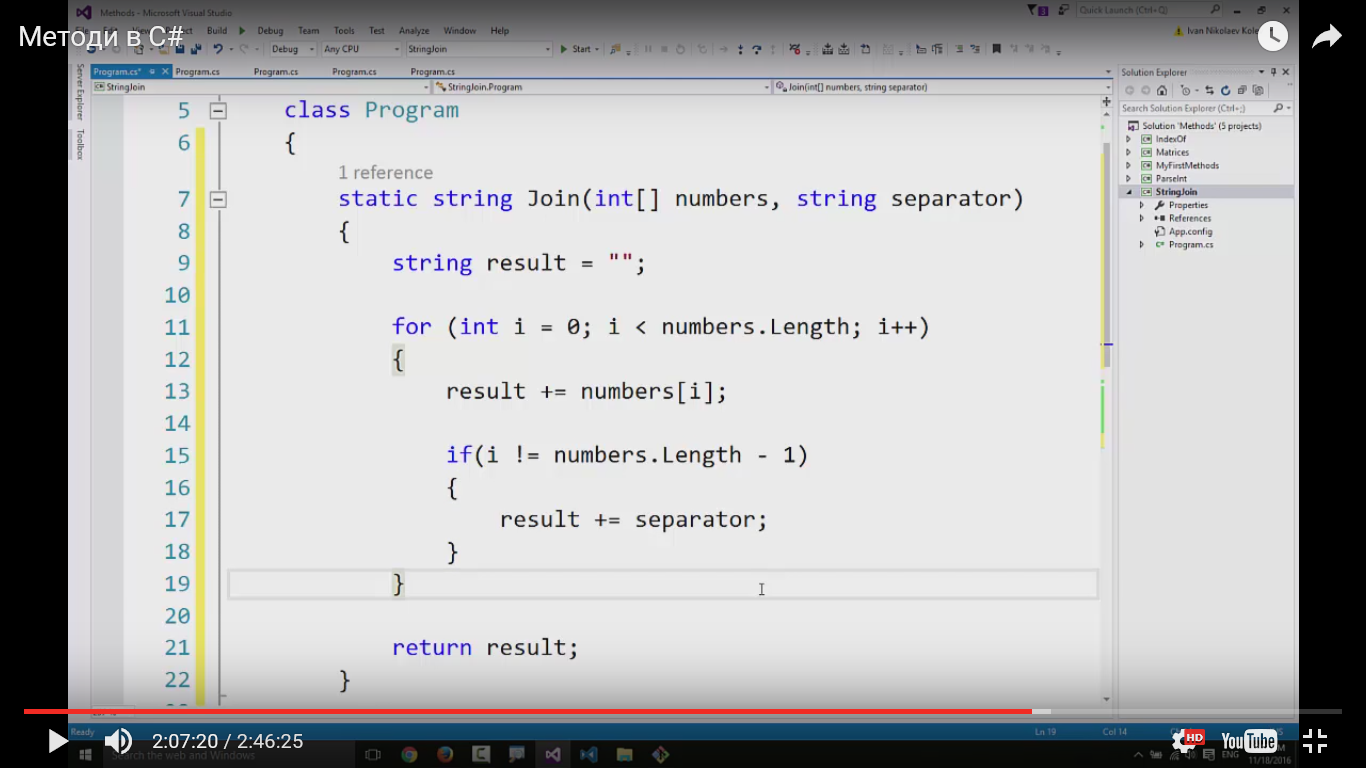 Methods - Microsoft Visual Studio
3
Quick Launch (Ctrl+Q)
Методи в C#
Build Debug Team Tools Test Analyze Window Help
Debug Any CPU StringJoin Start
Program.cs* Program.cs Program.cs Program.cs Program.cs
StringJoin StringJoin.Program Join(int[] numbers, string separator)
Server Explorer
Toolbox
5 class Program
6 {
1 reference
7 static string Join(int[] numbers, string separator)
8 {
9 string result = "";
10
11 for (int i = 0; i < numbers.Length; i++)
12 {
13 result += numbers[i];
14
15 if(i != numbers.Length - 1)
16 {
17 result += separator;
18 }
19 }
20
21 return result;
22 }
Solution Explorer
Search Solution Explorer (Ctrl+;)
Solution 'Methods' (5 projects)
IndexOf
Matrices
MyFirstMethods
ParseInt
StringJoin
Properties
References
App.config
Program.cs
Ready Ln 19 Col 14
2:07:20 / 2:46:25
HD
YouTube
Search the web and Windows
ENG
11/18/2016